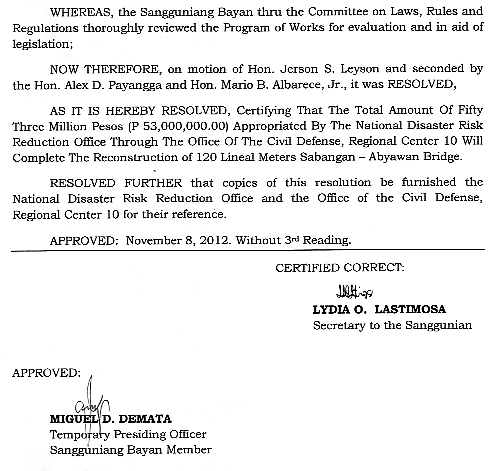 WHEREAS, the Sangguniang Bayan thru the Committee on Laws, Rules and
Regulations thoroughly reviewed the Program of Works for evaluation and in aid of
legislation;
NOW THEREFORE, on motion of Hon. Jerson S. Leyson and seconded by
the Hon. Alex D. Payangga and Hon. Mario B. Albarece, Jr., it was RESOLVED,
AS IT IS HEREBY RESOLVED, Certifying That The Total Amount Of Fifty
Three Million Pesos (P 53,000,000.00) Appropriated By The National Disaster Risk
Reduction Office Through The Office Of The Civil Defense, Regional Center 10 Will
Complete The Reconstruction of 120 Lineal Meters Sabangan – Abyawan Bridge.
RESOLVED FURTHER that copies of this resolution be furnished the
National Disaster Risk Reduction Office and the Office of the Civil Defense,
Regional Center 10 for their reference.
APPROVED: November 8, 2012. Without 3rd Reading.
CERTIFIED CORRECT:
LYDIA O. LASTIMOSA
Secretary to the Sanggunian
APPROVED:
MIGUEL D. DEMATA
Temporary Presiding Officer
Sangguniang Bayan Member